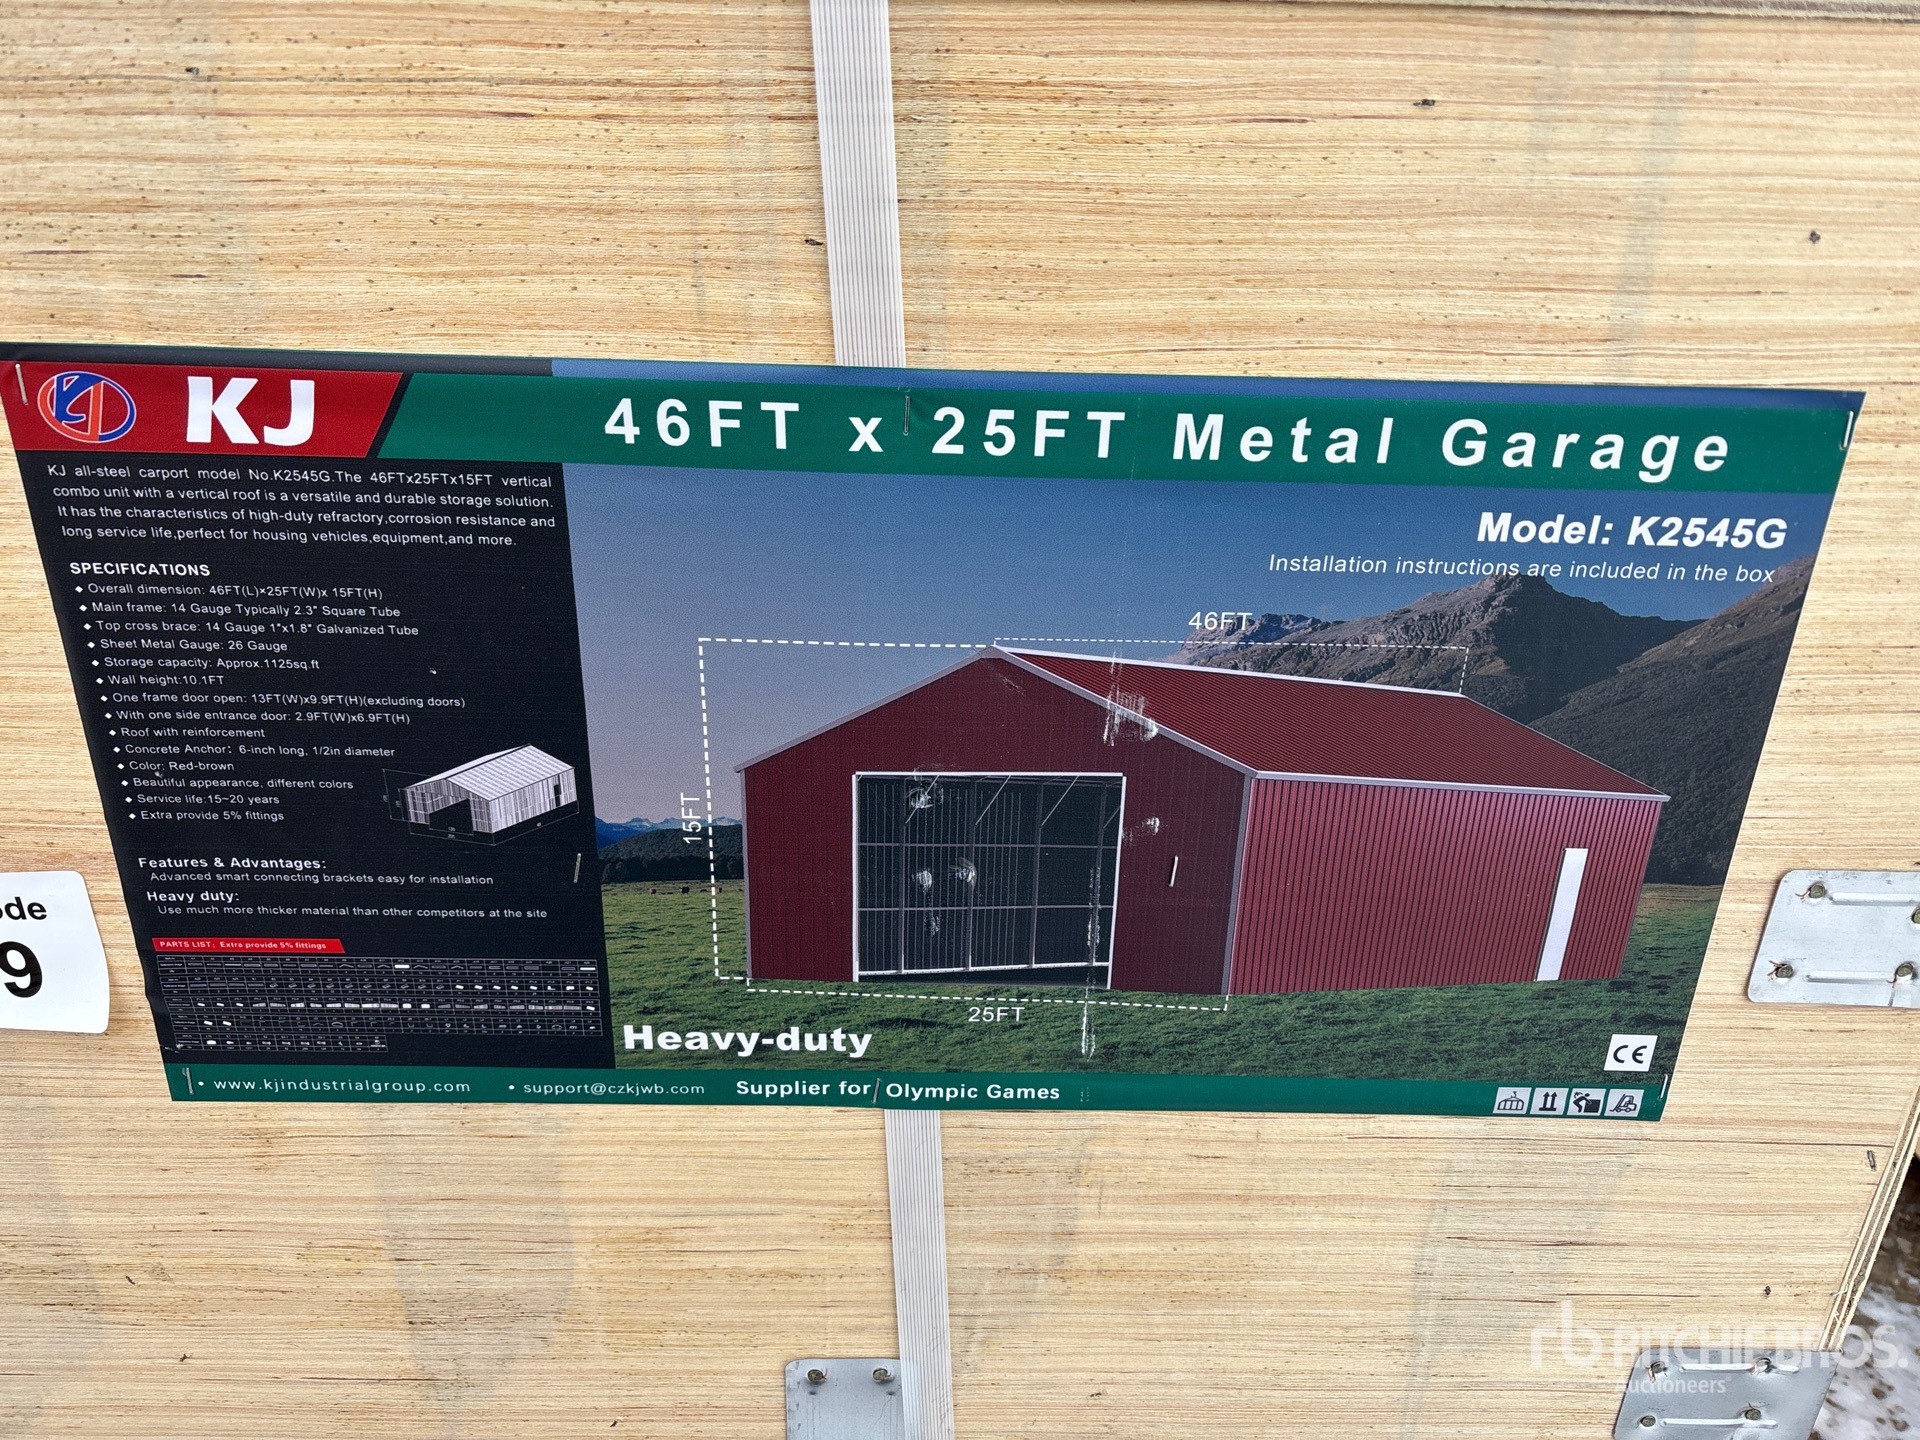 KJ
46FT x 25FT Metal Garage
KJ all-steel carport model No.K2545G.The 46FTx25FTx15FT vertical
combo unit with a vertical roof is a versatile and durable storage solution.
It has the characteristics of high-duty refractory,corrosion resistance and
long service life,perfect for housing vehicles,equipment,and more.
SPECIFICATIONS
◆ Overall dimension: 46FT(L)×25FT(W)x 15FT(H)
◆ Main frame: 14 Gauge Typically 2.3" Square Tube
◆ Top cross brace: 14 Gauge 1"x1.8" Galvanized Tube
◆ Sheet Metal Gauge: 26 Gauge
◆ Storage capacity: Approx.1125sq.ft
◆ Wall height:10.1FT
◆ One frame door open: 13FT(W)x9.9FT(H)(excluding doors)
◆ With one side entrance door: 2.9FT(W)x6.9FT(H)
◆ Roof with reinforcement
◆ Concrete Anchor: 6-inch long, 1/2in diameter
◆ Color: Red-brown
◆ Beautiful appearance, different colors
◆ Service life:15~20 years
◆ Extra provide 5% fittings
Features & Advantages:
Advanced smart connecting brackets easy for installation
Heavy duty:
Use much more thicker material than other competitors at the site
PARTS LIST: Extra provide 5% fittings
Model: K2545G
Installation instructions are included in the box
46FT
15FT
25FT
Heavy-duty
CE
• www.kjindustrialgroup.com
• support@czkjwb.com
Supplier for Olympic Games
de
9
rb RITCHIE BROS.
Auctioneers